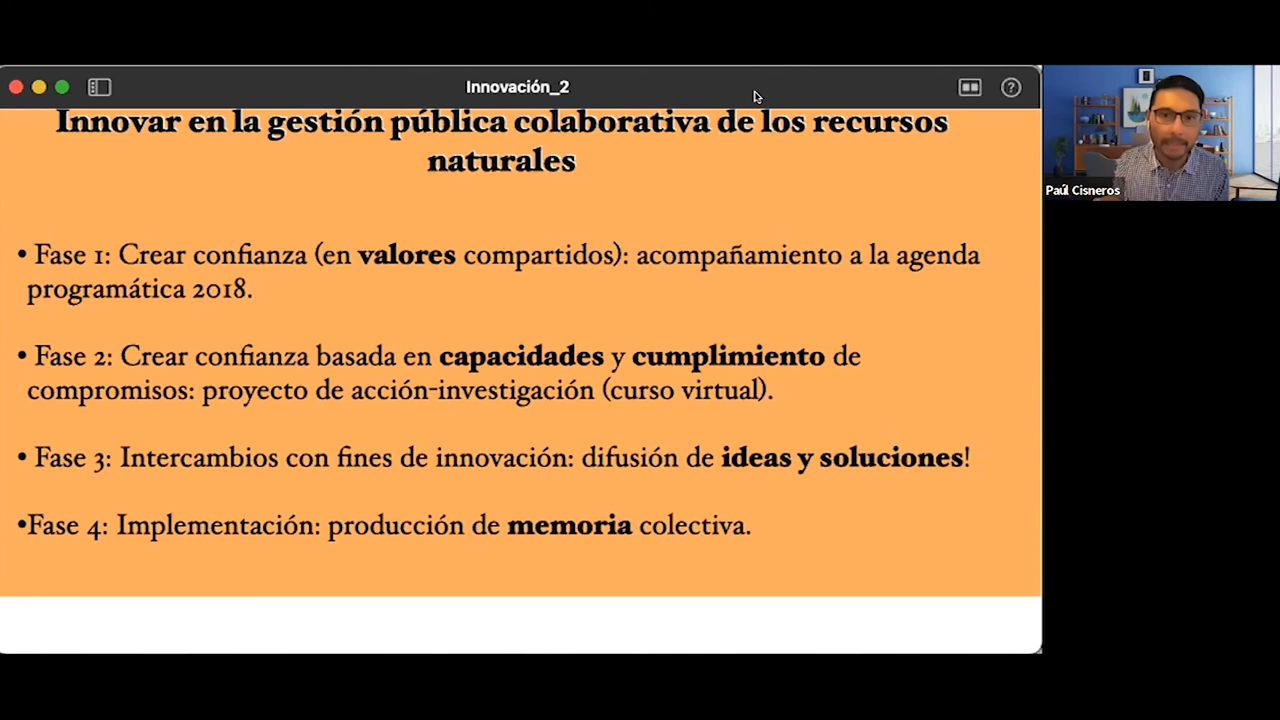 Innovación_2
Innovar en la gestión pública colaborativa de los recursos
naturales
• Fase 1: Crear confianza (en valores compartidos): acompañamiento a la agenda
programática 2018.
• Fase 2: Crear confianza basada en capacidades y cumplimiento de
compromisos: proyecto de acción-investigación (curso virtual).
• Fase 3: Intercambios con fines de innovación: difusión de ideas y soluciones!
•Fase 4: Implementación: producción de memoria colectiva.
Paúl Cisneros